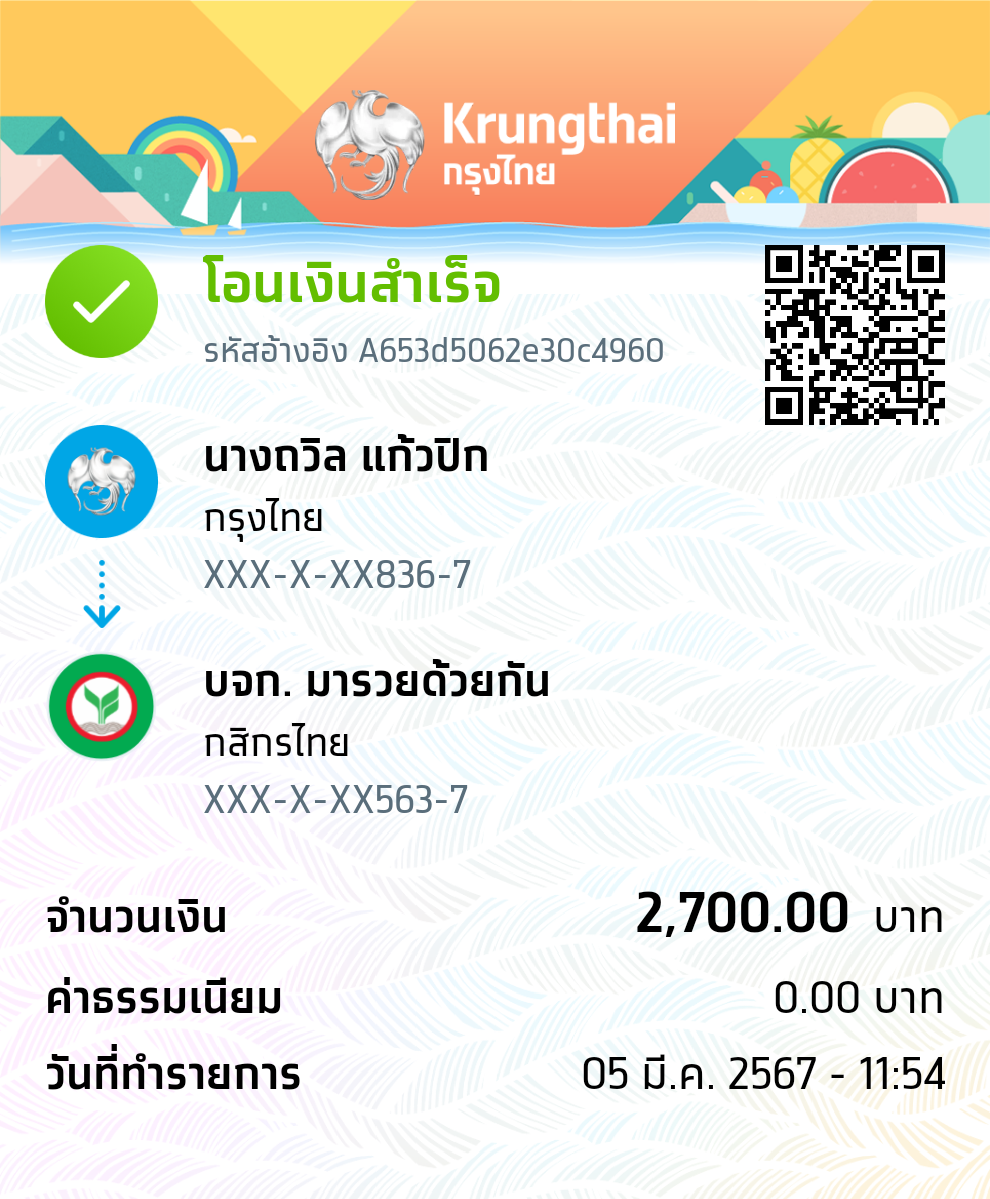 Krungthai
กรุงไทย
โอนเงินสำเร็จ
รหัสอ้างอิง A653d5062e30c4960
นางถวิล แก้วปิก
กรุงไทย
XXX-X-XX836-7
บจก. มารวยด้วยกัน
กสิกรไทย
XXX-X-XX563-7
จำนวนเงิน 2,700.00 บาท
ค่าธรรมเนียม 0.00 บาท
วันที่ทำรายการ 05 มี.ค. 2567 - 11:54